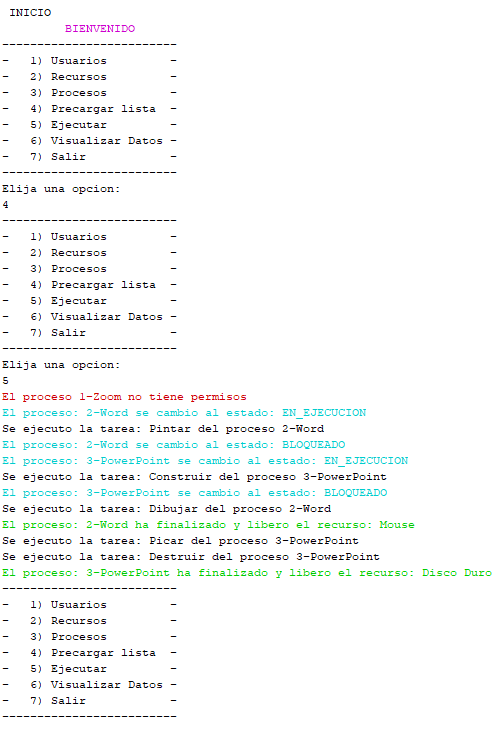 INICIO
BIENVENIDO
-------------------------
-   1) Usuarios         -
-   2) Recursos         -
-   3) Procesos         -
-   4) Precargar lista  -
-   5) Ejecutar         -
-   6) Visualizar Datos -
-   7) Salir            -
-------------------------
Elija una opcion:
4
-------------------------
-   1) Usuarios         -
-   2) Recursos         -
-   3) Procesos         -
-   4) Precargar lista  -
-   5) Ejecutar         -
-   6) Visualizar Datos -
-   7) Salir            -
-------------------------
Elija una opcion:
5
El proceso 1-Zoom no tiene permisos
El proceso: 2-Word se cambio al estado: EN_EJECUCION
Se ejecuto la tarea: Pintar del proceso 2-Word
El proceso: 2-Word se cambio al estado: BLOQUEADO
El proceso: 3-PowerPoint se cambio al estado: EN_EJECUCION
Se ejecuto la tarea: Construir del proceso 3-PowerPoint
El proceso: 3-PowerPoint se cambio al estado: BLOQUEADO
Se ejecuto la tarea: Dibujar del proceso 2-Word
El proceso: 2-Word ha finalizado y libero el recurso: Mouse
Se ejecuto la tarea: Picar del proceso 3-PowerPoint
Se ejecuto la tarea: Destruir del proceso 3-PowerPoint
El proceso: 3-PowerPoint ha finalizado y libero el recurso: Disco Duro
-------------------------
-   1) Usuarios         -
-   2) Recursos         -
-   3) Procesos         -
-   4) Precargar lista  -
-   5) Ejecutar         -
-   6) Visualizar Datos -
-   7) Salir            -
-------------------------